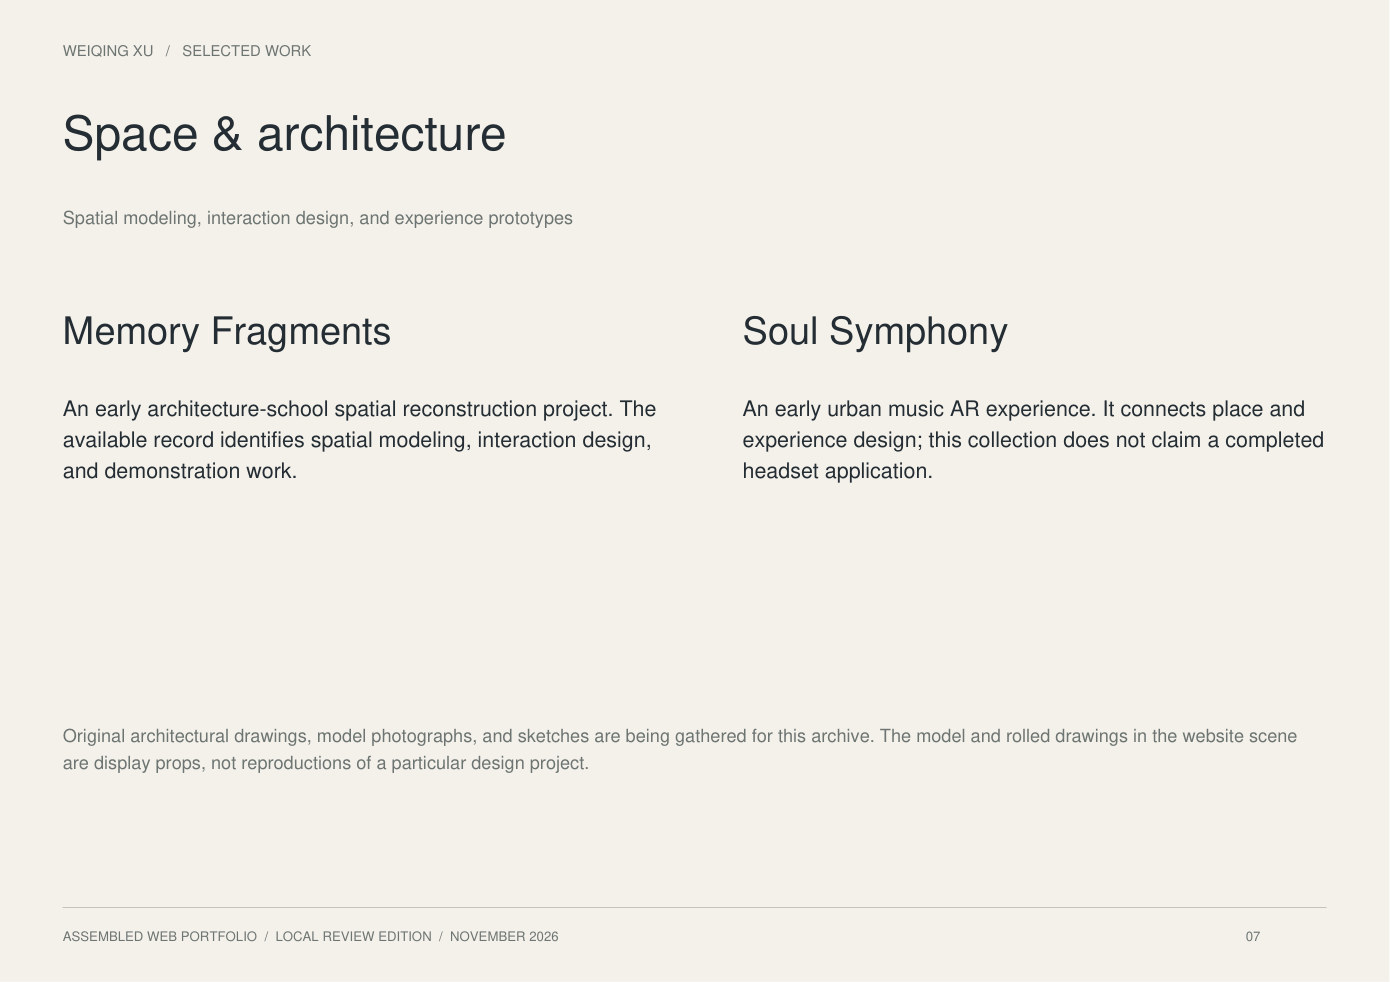 WEIQING XU / SELECTED WORK
Space & architecture
Spatial modeling, interaction design, and experience prototypes
Memory Fragments
An early architecture-school spatial reconstruction project. The
available record identifies spatial modeling, interaction design,
and demonstration work.
Soul Symphony
An early urban music AR experience. It connects place and
experience design; this collection does not claim a completed
headset application.
Original architectural drawings, model photographs, and sketches are being gathered for this archive. The model and rolled drawings in the website scene
are display props, not reproductions of a particular design project.
ASSEMBLED WEB PORTFOLIO / LOCAL REVIEW EDITION / NOVEMBER 2026
07